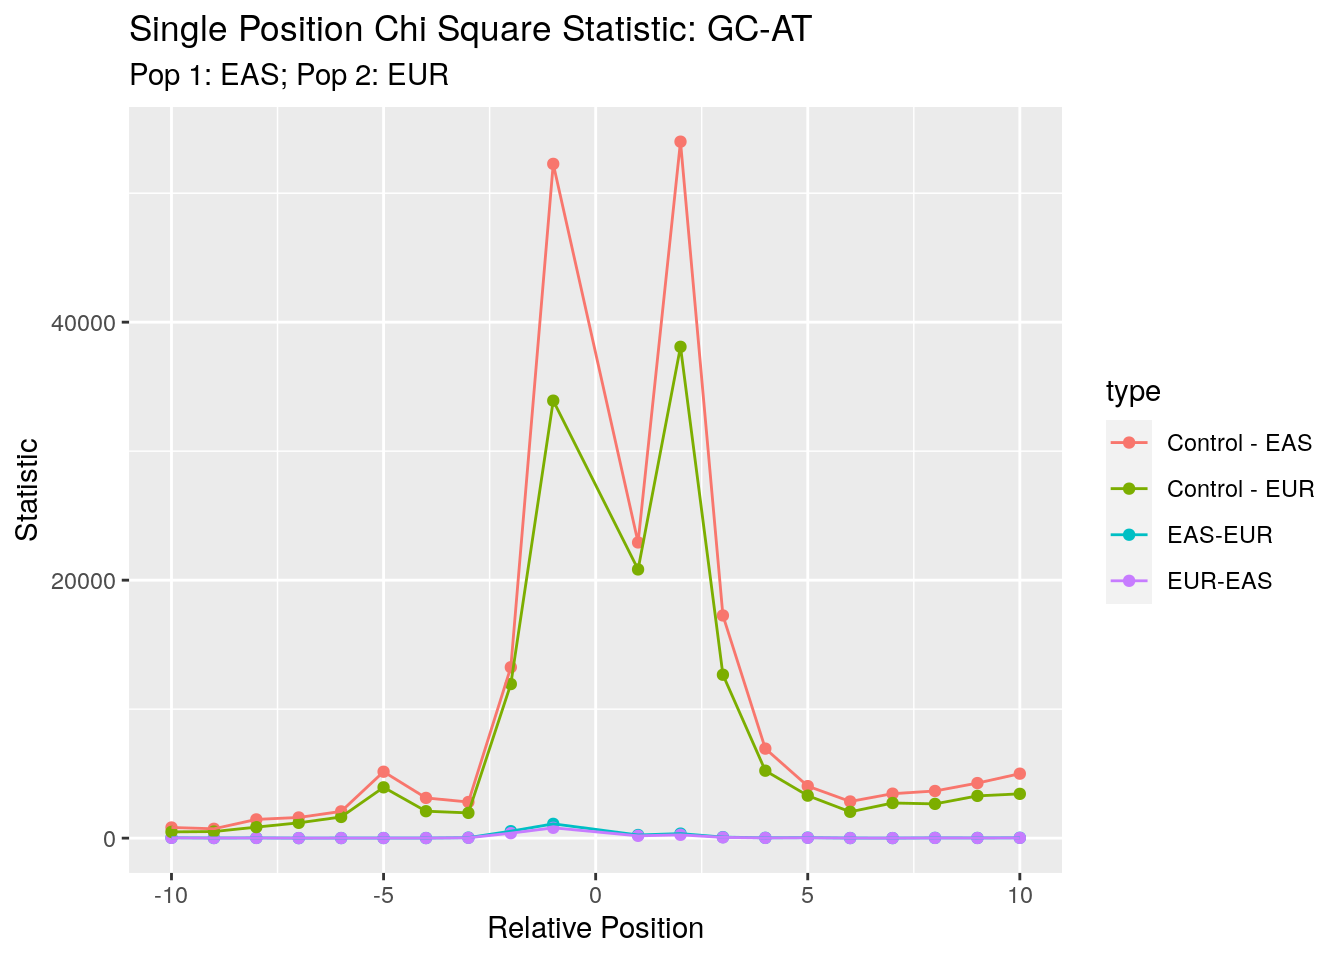 Single Position Chi Square Statistic: GC-AT
Pop 1: EAS; Pop 2: EUR
40000
20000
0
Statistic
-10
-5
0
5
10
Relative Position
type
Control - EAS
Control - EUR
EAS-EUR
EUR-EAS